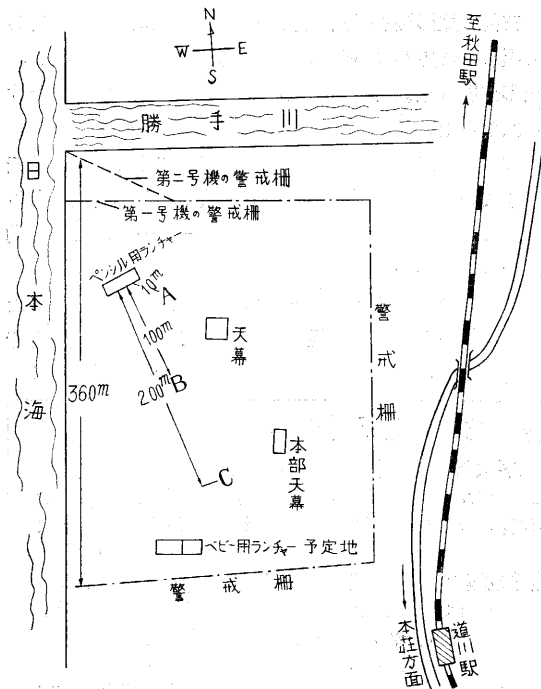 N
W E
S
至秋田駅
勝手川
日本海
第二号機の警戒柵
第一号機の警戒柵
ペンシル用ランチャー
10m
A
100m
天幕
警戒柵
200m
B
360m
本部天幕
C
ベビー用ランチャー予定地
警戒柵
本荘方面
道川駅